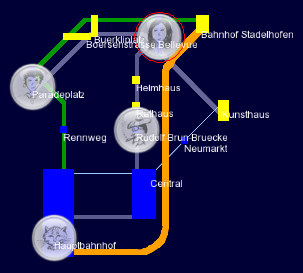 Bahnhof Stadelhofen
Buerkliplatz
Boersenstrasse
Bellevue
Paradeplatz
Helmhaus
Kunsthaus
Rathaus
Rennweg
Rudolf Brun Bruecke
Neumarkt
Central
Hauptbahnhof